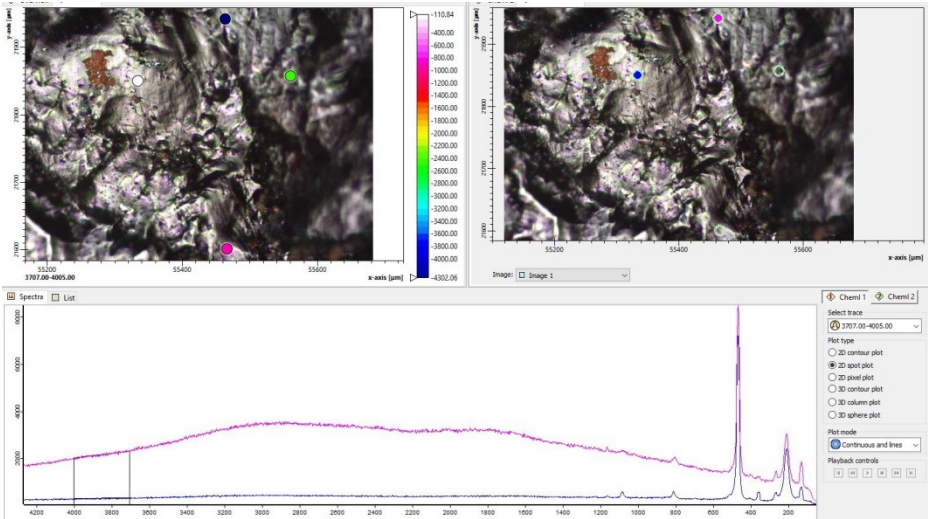 y-axis [µm]
21900
21800
21700
21600
55200
55400
55600
x-axis [µm]
3707.00-4005.00
-110.84
-400.00
-600.00
-800.00
-1000.00
-1200.00
-1400.00
-1600.00
-1800.00
-2000.00
-2200.00
-2400.00
-2600.00
-2800.00
-3000.00
-3200.00
-3400.00
-3600.00
-3800.00
-4000.00
-4302.06
y-axis [µm]
21900
21800
21700
21600
55200
55400
55600
x-axis [µm]
Image: Image 1
Spectra List
8000
6000
4000
2000
4200 4000 3800 3600 3400 3200 3000 2800 2600 2400 2200 2000 1800 1600 1400 1200 1000 800 600 400 200
ChemI 1 ChemI 2
Select trace
3707.00-4005.00
Plot type
2D contour plot
2D spot plot
2D pixel plot
3D contour plot
3D column plot
3D sphere plot
Plot mode
Continuous and lines
Playback controls